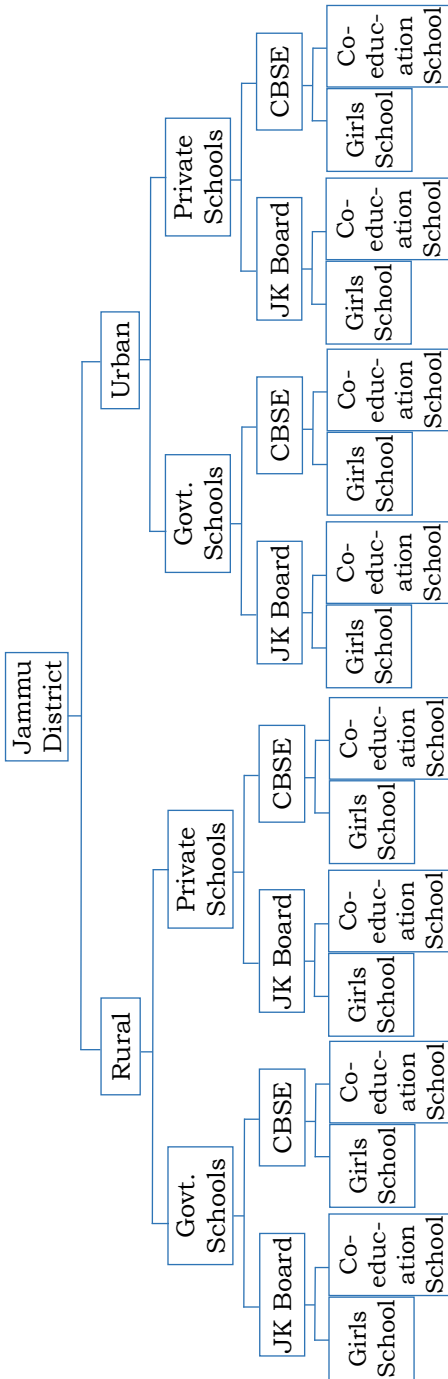 Jammu
District
Rural
Urban
Govt.
Schools
Private
Schools
Govt.
Schools
Private
Schools
JK Board
CBSE
JK Board
CBSE
JK Board
CBSE
JK Board
CBSE
Girls
School
Co-
educ-
ation
School
Girls
School
Co-
educ-
ation
School
Girls
School
Co-
educ-
ation
School
Girls
School
Co-
educ-
ation
School
Girls
School
Co-
educ-
ation
School
Girls
School
Co-
educ-
ation
School
Girls
School
Co-
educ-
ation
School
Girls
School
Co-
educ-
ation
School